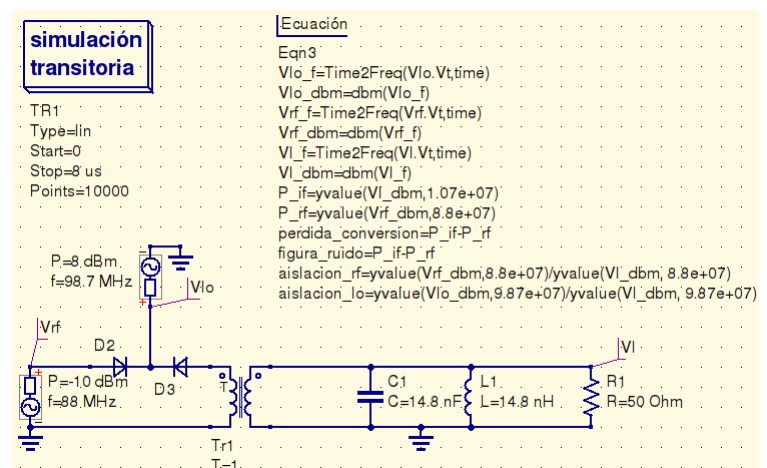 simulación
transitoria
TR1
Type=lin
Start=0
Stop=8 us
Points=10000
Ecuación
Eqn3
Vlo_f=Time2Freq(Vlo.Vt,time)
Vlo_dbm=dbm(Vlo_f)
Vrf_f=Time2Freq(Vrf.Vt,time)
Vrf_dbm=dbm(Vrf_f)
Vl_f=Time2Freq(Vl.Vt,time)
Vl_dbm=dbm(Vl_f)
P_if=yvalue(Vl_dbm,1.07e+07)
P_rf=yvalue(Vrf_dbm,8.8e+07)
perdida_conversion=P_if-P_rf
figura_ruido=P_if-P_rf
aislacion_rf=yvalue(Vrf_dbm,8.8e+07)/yvalue(Vl_dbm, 8.8e+07)
aislacion_lo=yvalue(Vlo_dbm,9.87e+07)/yvalue(Vl_dbm, 9.87e+07)
P=8 dBm
f=98.7 MHz
Vlo
Vrf
D2
D3
P=-10 dBm
f=88 MHz
T
Tr1
T=1
C1
C=14.8 nF
L1
L=14.8 nH
Vl
R1
R=50 Ohm